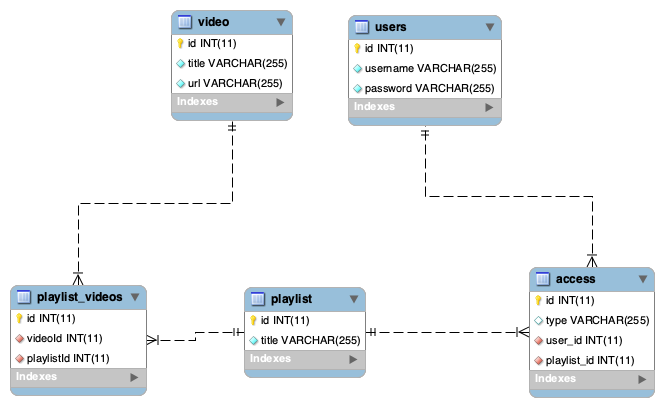 video
id INT(11)
title VARCHAR(255)
url VARCHAR(255)
Indexes
users
id INT(11)
username VARCHAR(255)
password VARCHAR(255)
Indexes
playlist_videos
id INT(11)
videoId INT(11)
playlistId INT(11)
Indexes
playlist
id INT(11)
title VARCHAR(255)
Indexes
access
id INT(11)
type VARCHAR(255)
user_id INT(11)
playlist_id INT(11)
Indexes